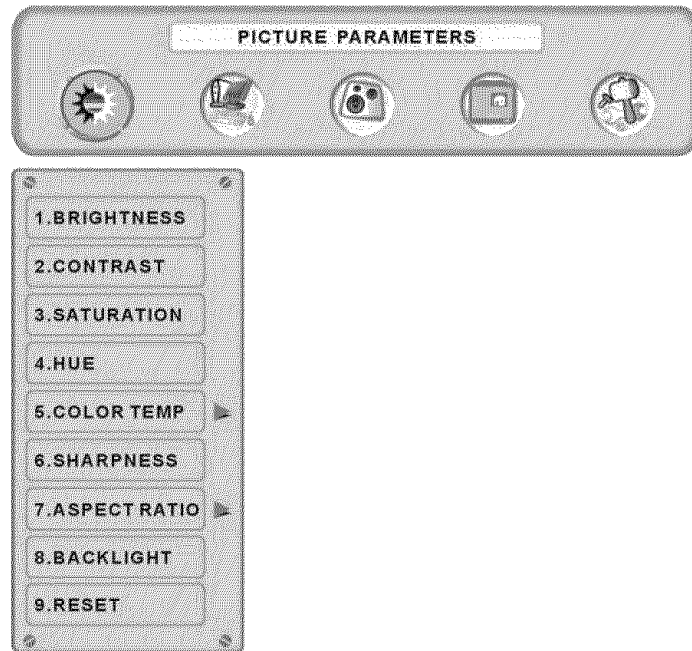 PICTURE PARAMETERS
1.BRIGHTNESS
2.CONTRAST
3.SATURATION
4.HUE
5.COLOR TEMP
6.SHARPNESS
7.ASPECT RATIO
8.BACKLIGHT
9.RESET